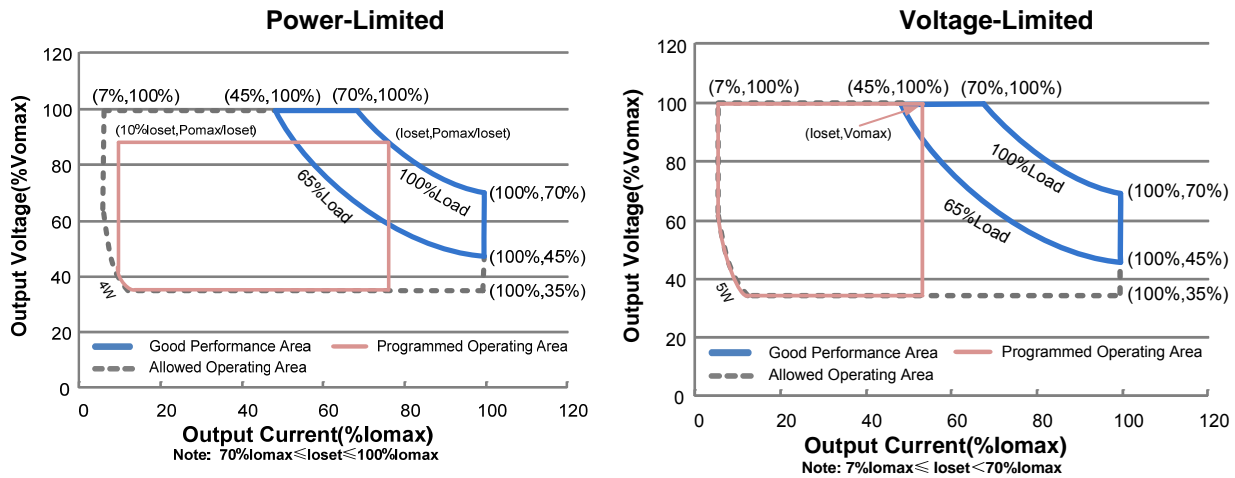 Power-Limited
Output Voltage(%Vomax)
120
100
80
60
40
20
0
(7%,100%)
(45%,100%)
(70%,100%)
(10%Ioset,Pomax/Ioset)
(Ioset,Pomax/Ioset)
65%Load
100%Load
(100%,70%)
(100%,45%)
(100%,35%)
4W
Good Performance Area
Programmed Operating Area
Allowed Operating Area
0
20
40
60
80
100
120
Output Current(%Iomax)
Note: 70%Iomax≤Ioset≤100%Iomax
Voltage-Limited
Output Voltage(%Vomax)
120
100
80
60
40
20
0
(7%,100%)
(45%,100%)
(70%,100%)
(Ioset,Vomax)
100%Load
65%Load
(100%,70%)
(100%,45%)
(100%,35%)
5W
Good Performance Area
Programmed Operating Area
Allowed Operating Area
0
20
40
60
80
100
120
Output Current(%Iomax)
Note: 7%Iomax≤ Ioset<70%Iomax